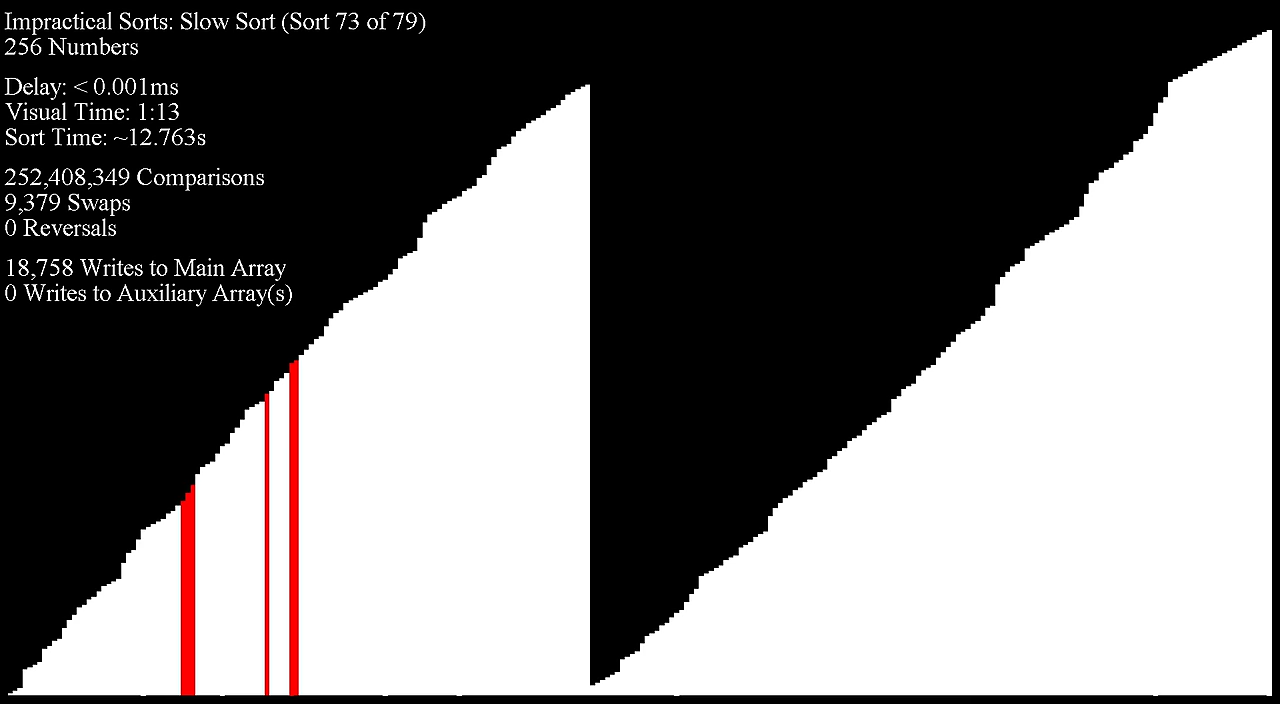 Impractical Sorts: Slow Sort (Sort 73 of 79)
256 Numbers
Delay: < 0.001ms
Visual Time: 1:13
Sort Time: ~12.763s
252,408,349 Comparisons
9,379 Swaps
0 Reversals
18,758 Writes to Main Array
0 Writes to Auxiliary Array(s)